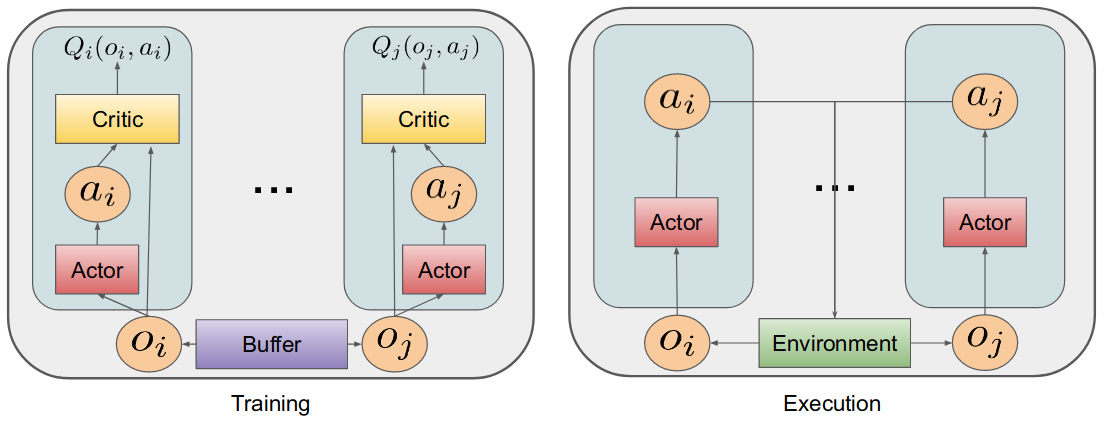 Q_i(o_i, a_i)
Critic
a_i
Actor
o_i
...
Q_j(o_j, a_j)
Critic
a_j
Actor
o_j
Buffer
Training
a_i
Actor
o_i
...
a_j
Actor
o_j
Environment
Execution